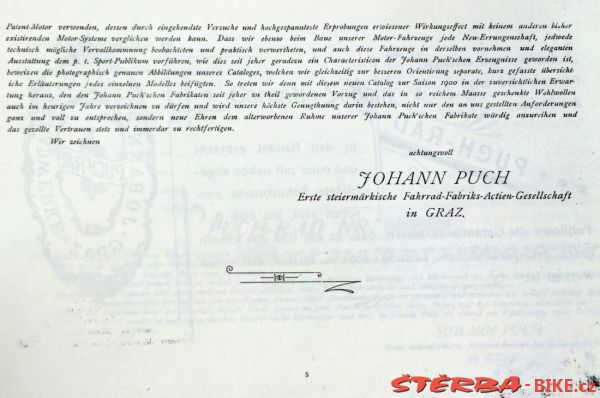 Patent-Motor verwenden, dessen durch eingehendste Versuche und hochgespannteste Erprobungen erwiesener Wirkungseffect mit keinem anderen bisher
existirenden Motor-Systeme verglichen werden kann. Dass wir ebenso beim Baue unserer Motor-Fahrzeuge jede Neu-Errungenschaft, jedwede
technisch mögliche Vervollkommnung beobachteten und praktisch verwertheten, und auch diese Fahrzeuge in derselben vornehmen und eleganten
Ausstattung dem p. t. Sport-Publikum vorführen, wie dies seit jeher geradezu ein Characteristicon der Johann Puch'schen Erzeugnisse geworden ist,
beweisen die photographisch genauen Abbildungen unseres Cataloges, welchen wir gleichzeitig zur besseren Orientirung separate, kurz gefasste übersicht-
liche Erläuterungen jedes einzelnen Modelles beifügten. So treten wir denn mit diesem neuen Catalog zur Saison 1900 in der zuversichtlichen Erwar-
tung heraus, den den Johann Puch'schen Fabrikaten seit jeher zu theil gewordenen Vorzug und das in so reichem Maasse geschenkte Wohlwollen
auch im heurigen Jahre verzeichnen zu dürfen und wird unsere höchste Genugthuung darin bestehen, nicht nur den an uns gestellten Anforderungen
ganz und voll zu entsprechen, sondern neue Ehren dem alterworbenen Ruhme unserer Johann Puch'schen Fabrikate würdig anzureihen und
das gezollte Vertrauen stets und immerdar zu rechtfertigen.
Wir zeichnen
achtungsvoll
JOHANN PUCH
Erste steiermärkische Fahrrad-Fabriks-Actien-Gesellschaft
in GRAZ.
5
ŠTĚRBA-BIKE.cz